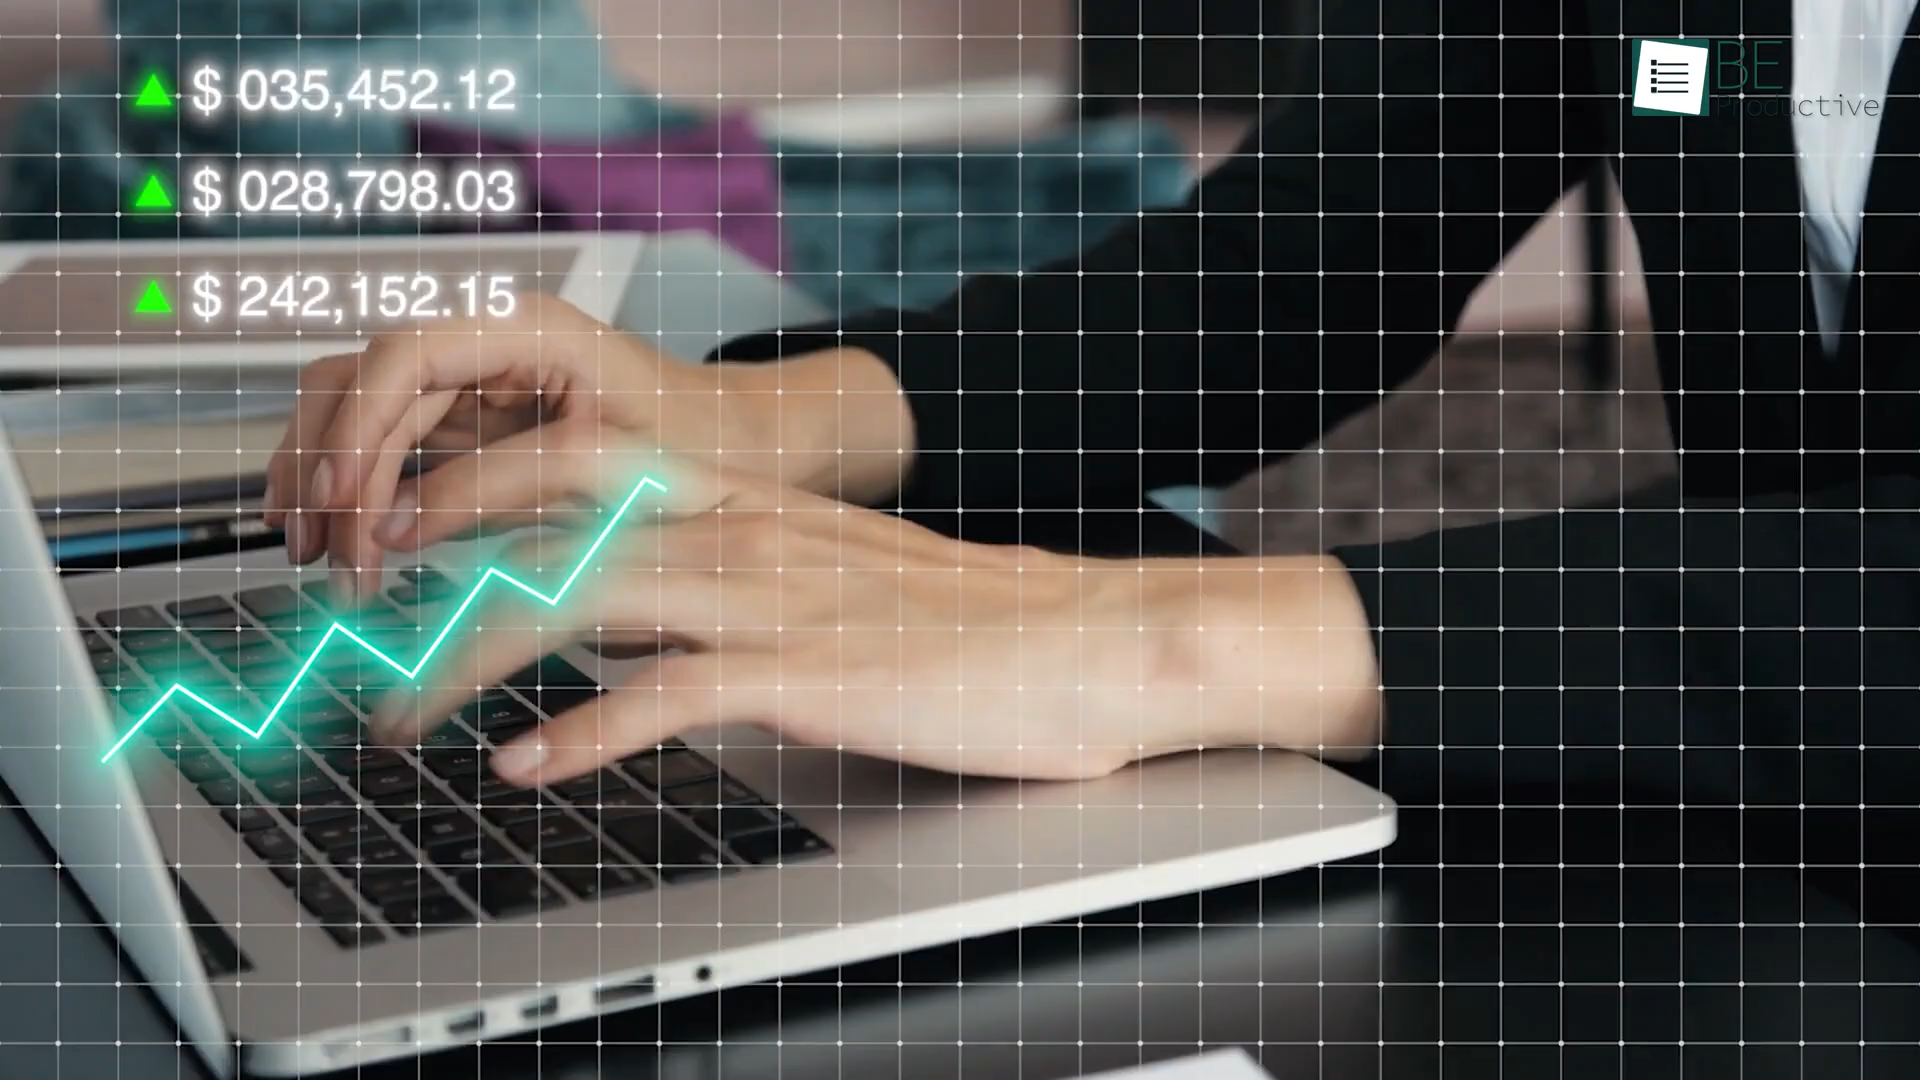 $ 035,452.12
$ 028,798.03
$ 242,152.15
BE
Productive